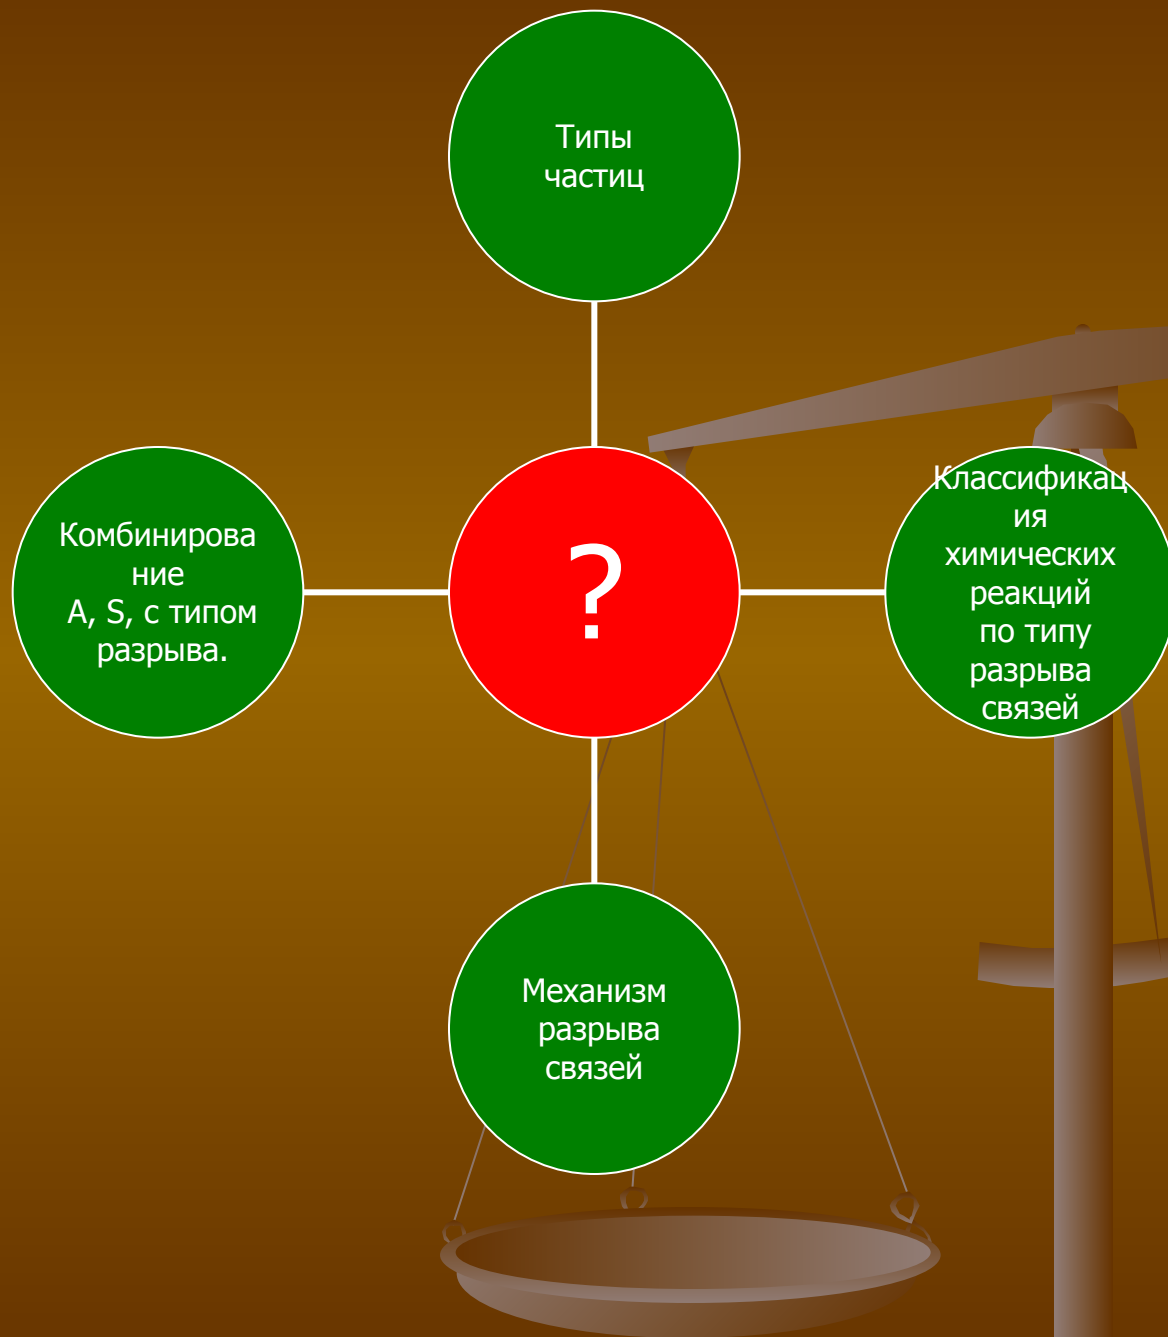 Типы
частиц
Комбинирова
ние
A, S, с типом
разрыва.
?
Классификац
ия
химических
реакций
по типу
разрыва
связей
Механизм
разрыва
связей